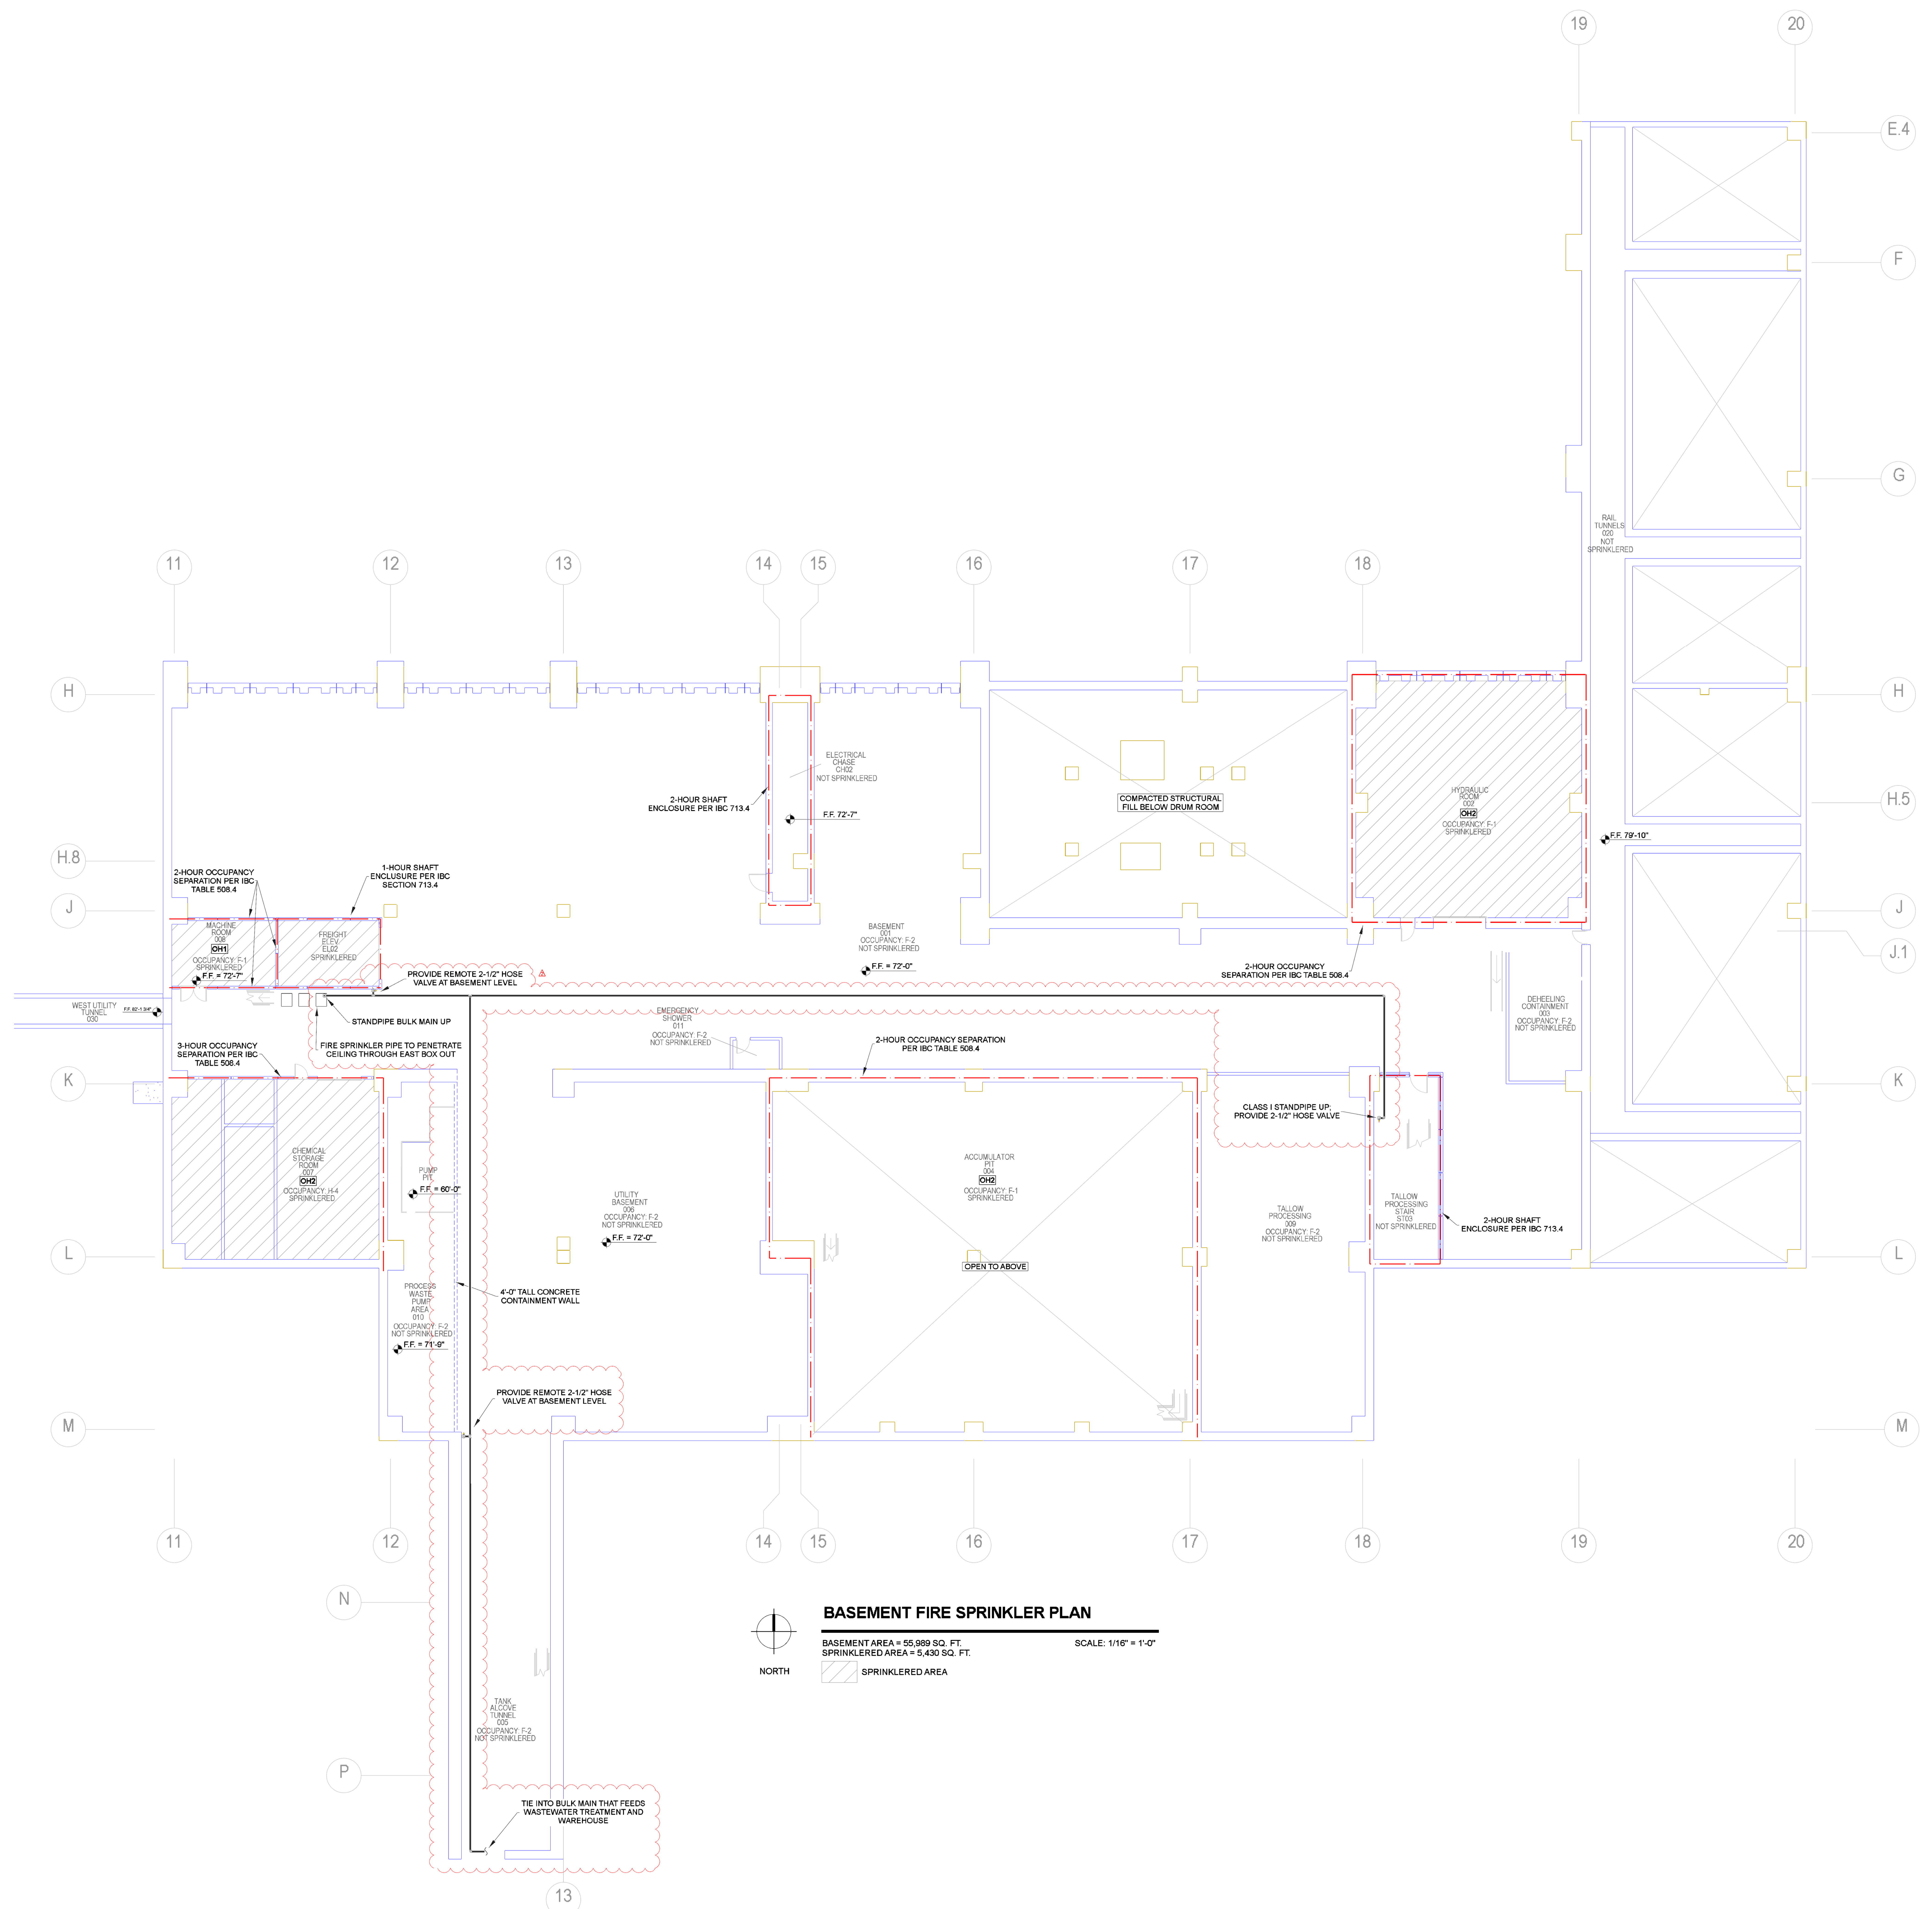 19
20
E.4
F
G
RAIL
TUNNELS
020
NOT
SPRINKLERED
11
12
13
14
15
16
17
18
H
H
ELECTRICAL
CHASE
CH02
NOT SPRINKLERED
2-HOUR SHAFT
ENCLOSURE PER IBC 713.4
F.F. 72'-7"
COMPACTED STRUCTURAL
FILL BELOW DRUM ROOM
HYDRAULIC
ROOM
002
OH2
OCCUPANCY: F-1
SPRINKLERED
H.5
F.F. 79'-10"
H.8
2-HOUR OCCUPANCY
SEPARATION PER IBC
TABLE 508.4
1-HOUR SHAFT
ENCLUSURE PER IBC
SECTION 713.4
J
J
J.1
MACHINE
ROOM
008
OH1
OCCUPANCY: F-1
SPRINKLERED
F.F. = 72'-7"
FREIGHT
ELEV
EL02
SPRINKLERED
BASEMENT
001
OCCUPANCY: F-2
NOT SPRINKLERED
F.F. = 72'-0"
2-HOUR OCCUPANCY
SEPARATION PER IBC TABLE 508.4
PROVIDE REMOTE 2-1/2" HOSE
VALVE AT BASEMENT LEVEL
WEST UTILITY
TUNNEL
030
STANDPIPE BULK MAIN UP
EMERGENCY
SHOWER
011
OCCUPANCY: F-2
NOT SPRINKLERED
DEHEELING
CONTAINMENT
003
OCCUPANCY: F-2
NOT SPRINKLERED
3-HOUR OCCUPANCY
SEPARATION PER IBC
TABLE 508.4
FIRE SPRINKLER PIPE TO PENETRATE
CEILING THROUGH EAST BOX OUT
2-HOUR OCCUPANCY SEPARATION
PER IBC TABLE 508.4
K
K
CLASS I STANDPIPE UP;
PROVIDE 2-1/2" HOSE VALVE
CHEMICAL
STORAGE
ROOM
007
OH2
OCCUPANCY: H-4
SPRINKLERED
PUMP
PIT
F.F. = 60'-0"
UTILITY
BASEMENT
006
OCCUPANCY: F-2
NOT SPRINKLERED
F.F. = 72'-0"
ACCUMULATOR
PIT
004
OH2
OCCUPANCY: F-1
SPRINKLERED
OPEN TO ABOVE
TALLOW
PROCESSING
009
OCCUPANCY: F-2
NOT SPRINKLERED
TALLOW
PROCESSING
STAIR
ST03
NOT SPRINKLERED
2-HOUR SHAFT
ENCLOSURE PER IBC 713.4
L
L
PROCESS
WASTE
PUMP
AREA
010
OCCUPANCY: F-2
NOT SPRINKLERED
F.F. = 71'-9"
4'-0" TALL CONCRETE
CONTAINMENT WALL
PROVIDE REMOTE 2-1/2" HOSE
VALVE AT BASEMENT LEVEL
M
M
11
12
14
15
16
17
18
19
20
N
P
TANK
ALCOVE
TUNNEL
005
OCCUPANCY: F-2
NOT SPRINKLERED
TIE INTO BULK MAIN THAT FEEDS
WASTEWATER TREATMENT AND
WAREHOUSE
13
NORTH
BASEMENT FIRE SPRINKLER PLAN
BASEMENT AREA = 55,989 SQ. FT.
SCALE: 1/16" = 1'-0"
SPRINKLERED AREA = 5,430 SQ. FT.
SPRINKLERED AREA